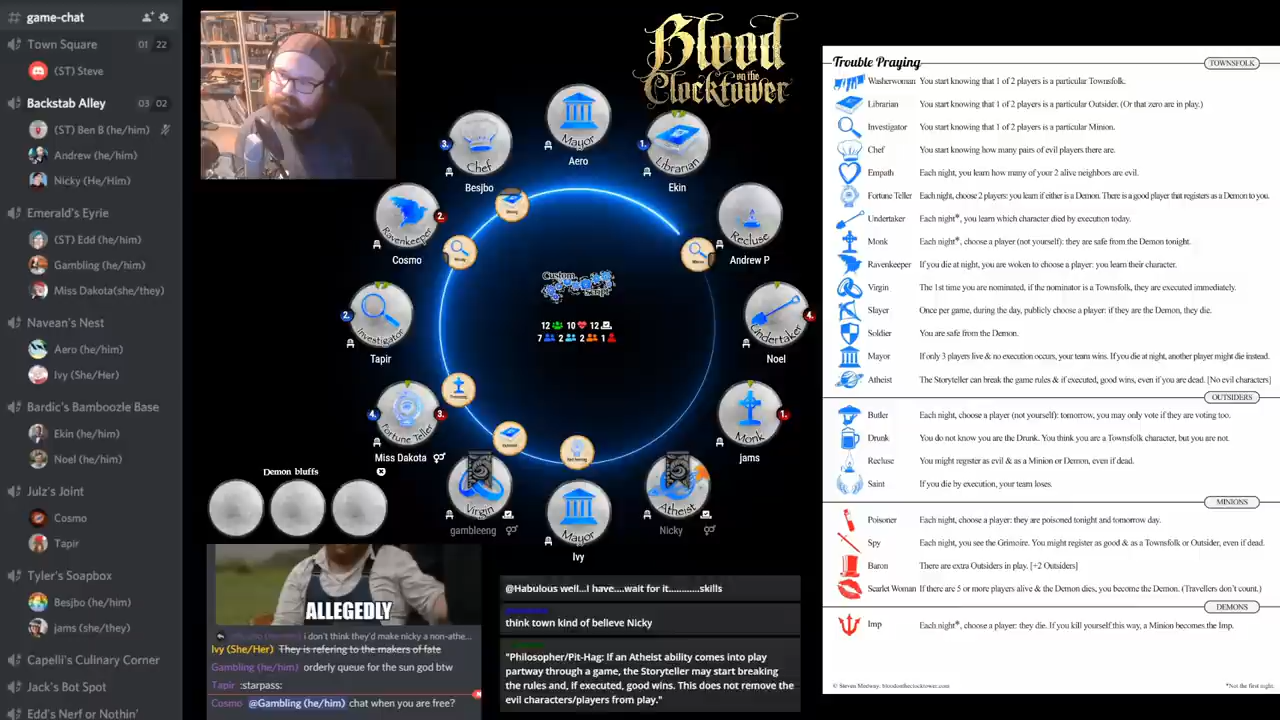 game-chat
Town Square 01 22
(ST) Steve
Backstab Alley 03 02
(ST) Ben B (he/him)
Andrew (he/him)
Nicky (He/Him)
Emerald's Eyrie
(ST) Edd (he/him)
Gambling (he/him)
Miss Dakota(she/they)
Navean's Nest
Aero (he/him)
Ivy (She/Her)
Bardic's Bamboozle Base
Ekin (he/him)
Noel (he/him)
Julz's Joint
Cosmo
Tapir
Tyler's Soapbox
Besjbo (he/him)
jams (he/they)
Capelli's Culinary Corner
Edd's Nerf or Nothin'
Blood
on the
Clocktower
Mayor
Aero
3.
Chef
Besjbo
1.
Librarian
Ekin
Ravenkeeper
2.
Cosmo
Recluse
Andrew P
2.
Investigator
Tapir
Undertaker
4.
Noel
4.
Fortune Teller
3.
Miss Dakota
Monk
1.
jams
Virgin
gambleeng
Mayor
Ivy
Atheist
Nicky
Custom
Script
12 10 12
7 2 2 1
Demon bluffs
ALLEGEDLY
i don't think they'd make nicky a non-athe...
Ivy (She/Her) They is referring to the makers of fate
Gambling (he/him) orderly queue for the sun god btw
Tapir :starpass:
Cosmo @Gambling (he/him) chat when you are free?
@Habulous well...I have....wait for it............skills
think town kind of believe Nicky
"Philosopher/Pit-Hag: If an Atheist ability comes into play
partway through a game, the Storyteller may start breaking
the rules and, if executed, good wins. This does not remove the
evil characters/players from play."
Trouble Praying
TOWNSFOLK
Washerwoman You start knowing that 1 of 2 players is a particular Townsfolk.
Librarian You start knowing that 1 of 2 players is a particular Outsider. (Or that zero are in play.)
Investigator You start knowing that 1 of 2 players is a particular Minion.
Chef You start knowing how many pairs of evil players there are.
Empath Each night, you learn how many of your 2 alive neighbors are evil.
Fortune Teller Each night, choose 2 players: you learn if either is a Demon. There is a good player that registers as a Demon to you.
Undertaker Each night*, you learn which character died by execution today.
Monk Each night*, choose a player (not yourself): they are safe from the Demon tonight.
Ravenkeeper If you die at night, you are woken to choose a player: you learn their character.
Virgin The 1st time you are nominated, if the nominator is a Townsfolk, they are executed immediately.
Slayer Once per game, during the day, publicly choose a player: if they are the Demon, they die.
Soldier You are safe from the Demon.
Mayor If only 3 players live & no execution occurs, your team wins. If you die at night, another player might die instead.
Atheist The Storyteller can break the game rules & if executed, good wins, even if you are dead. [No evil characters]
OUTSIDERS
Butler Each night, choose a player (not yourself): tomorrow, you may only vote if they are voting too.
Drunk You do not know you are the Drunk. You think you are a Townsfolk character, but you are not.
Recluse You might register as evil & as a Minion or Demon, even if dead.
Saint If you die by execution, your team loses.
MINIONS
Poisoner Each night, choose a player: they are poisoned tonight and tomorrow day.
Spy Each night, you see the Grimoire. You might register as good & as a Townsfolk or Outsider, even if dead.
Baron There are extra Outsiders in play. [+2 Outsiders]
Scarlet Woman If there are 5 or more players alive & the Demon dies, you become the Demon. (Travellers don't count.)
DEMONS
Imp Each night*, choose a player: they die. If you kill yourself this way, a Minion becomes the Imp.
© Steven Medway, bloodontheclocktower.com
*Not the first night